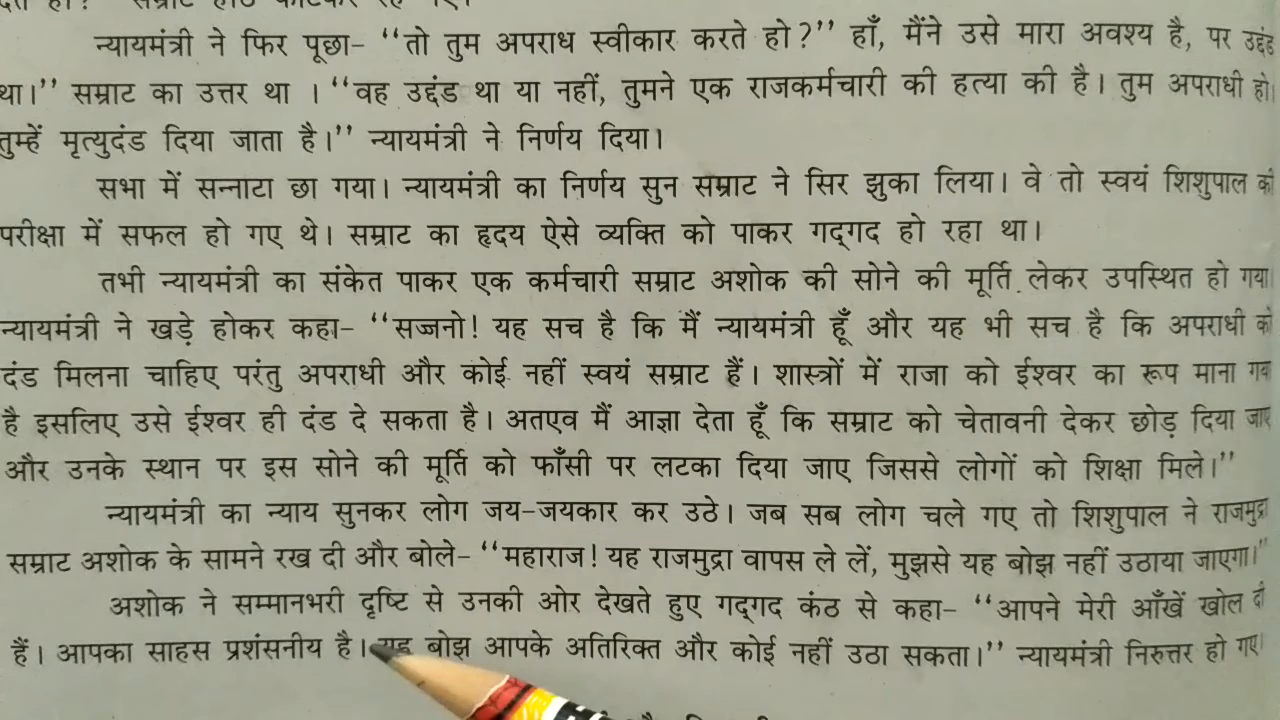 न्यायमंत्री ने फिर पूछा– ‘‘तो तुम अपराध स्वीकार करते हो?’’ हाँ, मैंने उसे मारा अवश्य है, पर उद्दंड
था।’’ सम्राट का उत्तर था । ‘‘वह उद्दंड था या नहीं, तुमने एक राजकर्मचारी की हत्या की है। तुम अपराधी हो।
तुम्हें मृत्युदंड दिया जाता है।’’ न्यायमंत्री ने निर्णय दिया।
सभा में सन्नाटा छा गया। न्यायमंत्री का निर्णय सुन सम्राट ने सिर झुका लिया। वे तो स्वयं शिशुपाल की
परीक्षा में सफल हो गए थे। सम्राट का हृदय ऐसे व्यक्ति को पाकर गद्‌गद हो रहा था।
तभी न्यायमंत्री का संकेत पाकर एक कर्मचारी सम्राट अशोक की सोने की मूर्ति लेकर उपस्थित हो गया।
न्यायमंत्री ने खड़े होकर कहा– ‘‘सज्जनो! यह सच है कि मैं न्यायमंत्री हूँ और यह भी सच है कि अपराधी को
दंड मिलना चाहिए परंतु अपराधी और कोई नहीं स्वयं सम्राट हैं। शास्त्रों में राजा को ईश्वर का रूप माना गया
है इसलिए उसे ईश्वर ही दंड दे सकता है। अतएव मैं आज्ञा देता हूँ कि सम्राट को चेतावनी देकर छोड़ दिया जाए
और उनके स्थान पर इस सोने की मूर्ति को फाँसी पर लटका दिया जाए जिससे लोगों को शिक्षा मिले।’’
न्यायमंत्री का न्याय सुनकर लोग जय-जयकार कर उठे। जब सब लोग चले गए तो शिशुपाल ने राजमुद्रा
सम्राट अशोक के सामने रख दी और बोले– ‘‘महाराज! यह राजमुद्रा वापस ले लें, मुझसे यह बोझ नहीं उठाया जाएगा।’’
अशोक ने सम्मानभरी दृष्टि से उनकी ओर देखते हुए गद्‌गद कंठ से कहा– ‘‘आपने मेरी आँखें खोल दी
हैं। आपका साहस प्रशंसनीय है। यह बोझ आपके अतिरिक्त और कोई नहीं उठा सकता।’’ न्यायमंत्री निरुत्तर हो गए।